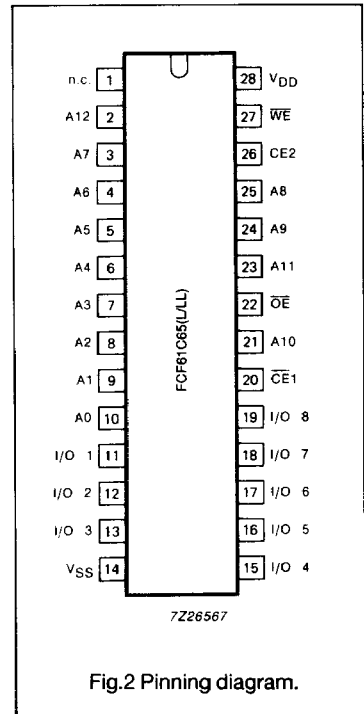 n.c. 1 28 VDD
A12 2 27 W̅E̅
A7 3 26 CE2
A6 4 25 A8
A5 5 24 A9
A4 6 23 A11
A3 7 22 O̅E̅
A2 8 21 A10
A1 9 20 C̅E̅1
A0 10 19 I/O 8
I/O 1 11 18 I/O 7
I/O 2 12 17 I/O 6
I/O 3 13 16 I/O 5
VSS 14 15 I/O 4
FCF61C65(L/LL)
7Z26567
Fig.2 Pinning diagram.